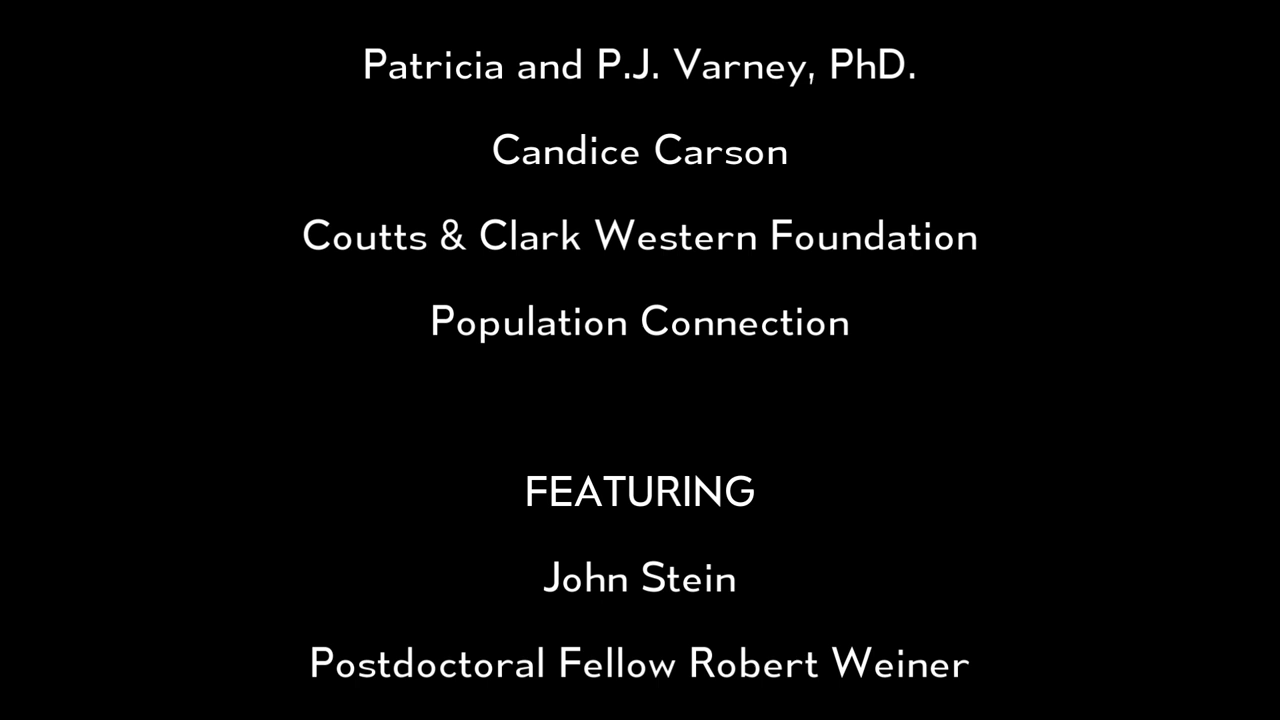 Patricia and P.J. Varney, PhD.
Candice Carson
Coutts & Clark Western Foundation
Population Connection
FEATURING
John Stein
Postdoctoral Fellow Robert Weiner